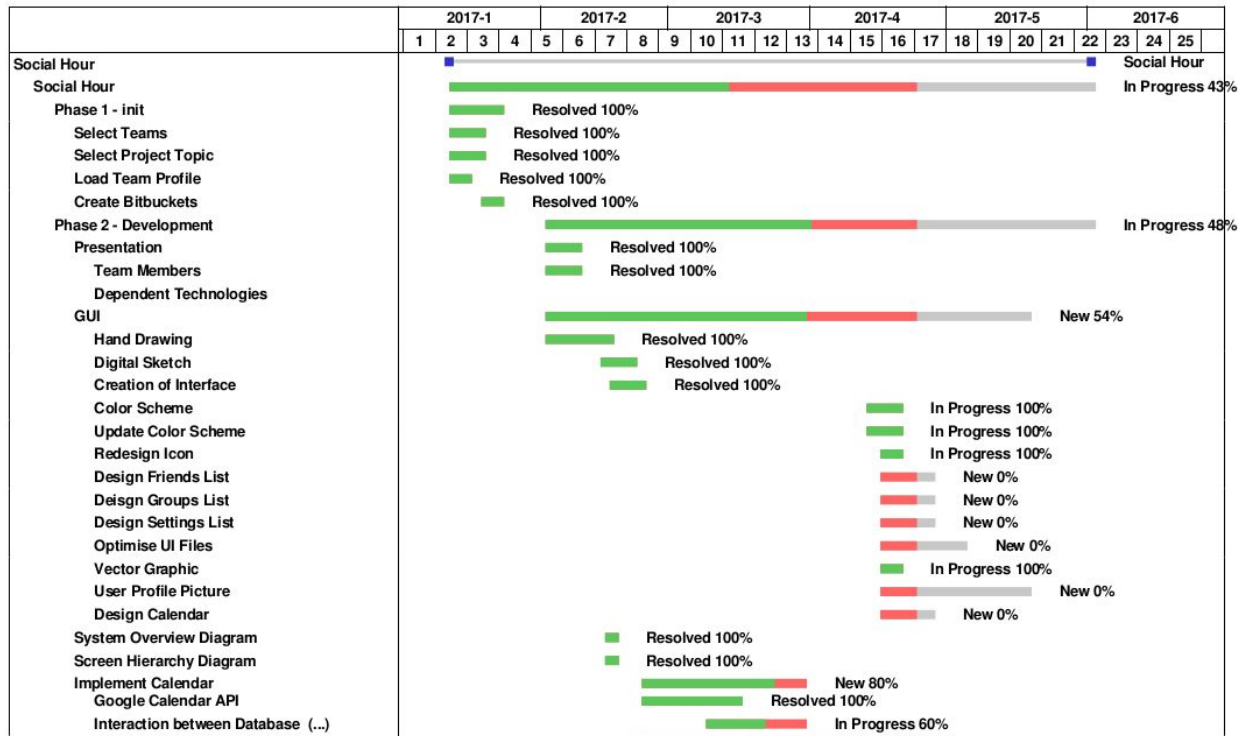 2017-1 2017-2 2017-3 2017-4 2017-5 2017-6
1 2 3 4 5 6 7 8 9 10 11 12 13 14 15 16 17 18 19 20 21 22 23 24 25
Social Hour Social Hour
Social Hour In Progress 43%
Phase 1 - init Resolved 100%
Select Teams Resolved 100%
Select Project Topic Resolved 100%
Load Team Profile Resolved 100%
Create Bitbuckets Resolved 100%
Phase 2 - Development In Progress 48%
Presentation Resolved 100%
Team Members Resolved 100%
Dependent Technologies
GUI New 54%
Hand Drawing Resolved 100%
Digital Sketch Resolved 100%
Creation of Interface Resolved 100%
Color Scheme In Progress 100%
Update Color Scheme In Progress 100%
Redesign Icon In Progress 100%
Design Friends List New 0%
Deisgn Groups List New 0%
Design Settings List New 0%
Optimise UI Files New 0%
Vector Graphic In Progress 100%
User Profile Picture New 0%
Design Calendar New 0%
System Overview Diagram Resolved 100%
Screen Hierarchy Diagram Resolved 100%
Implement Calendar New 80%
Google Calendar API Resolved 100%
Interaction between Database (...) In Progress 60%